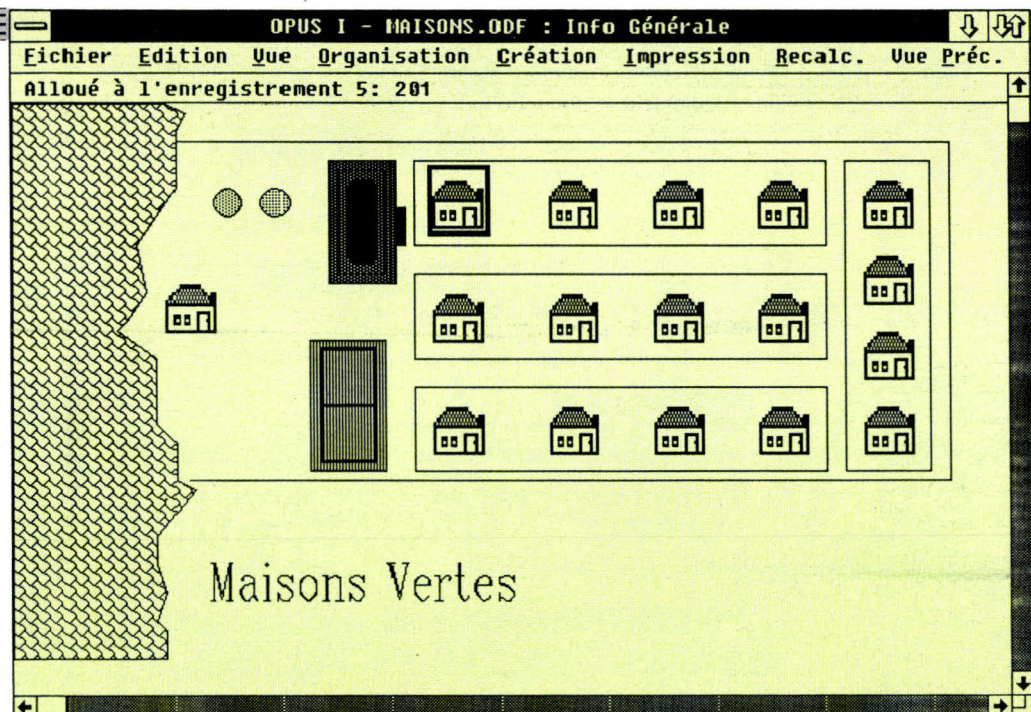 OPUS I - MAISONS.ODF : Info Générale
Fichier Edition Vue Organisation Création Impression Recalc. Vue Préc.
Alloué à l'enregistrement 5: 201
Maisons Vertes